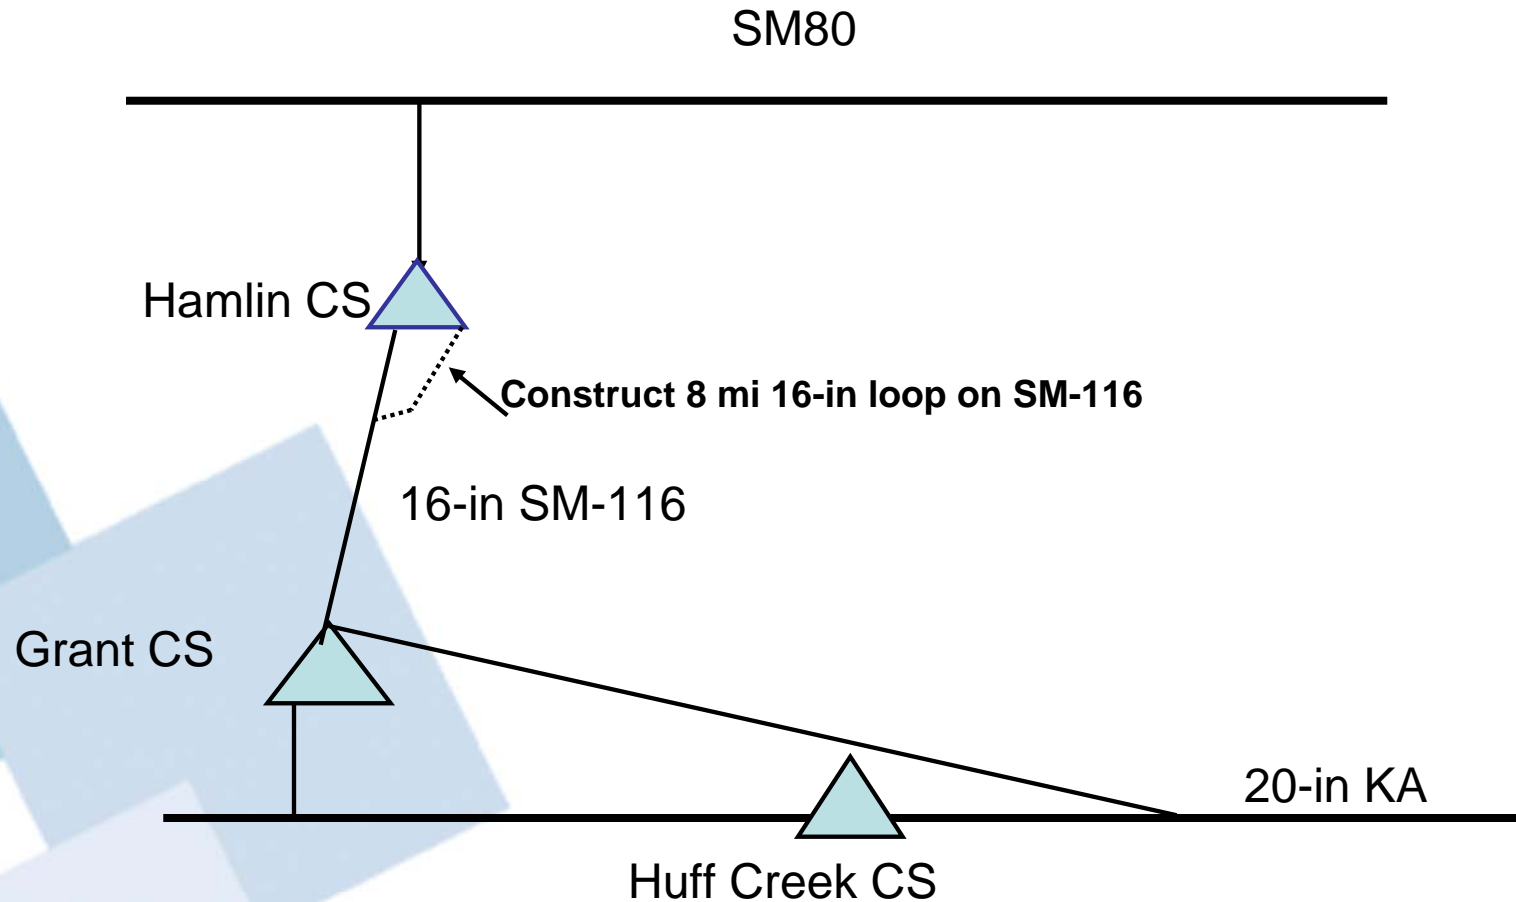 SM80
Hamlin CS
Construct 8 mi 16-in loop on SM-116
16-in SM-116
Grant CS
20-in KA
Huff Creek CS